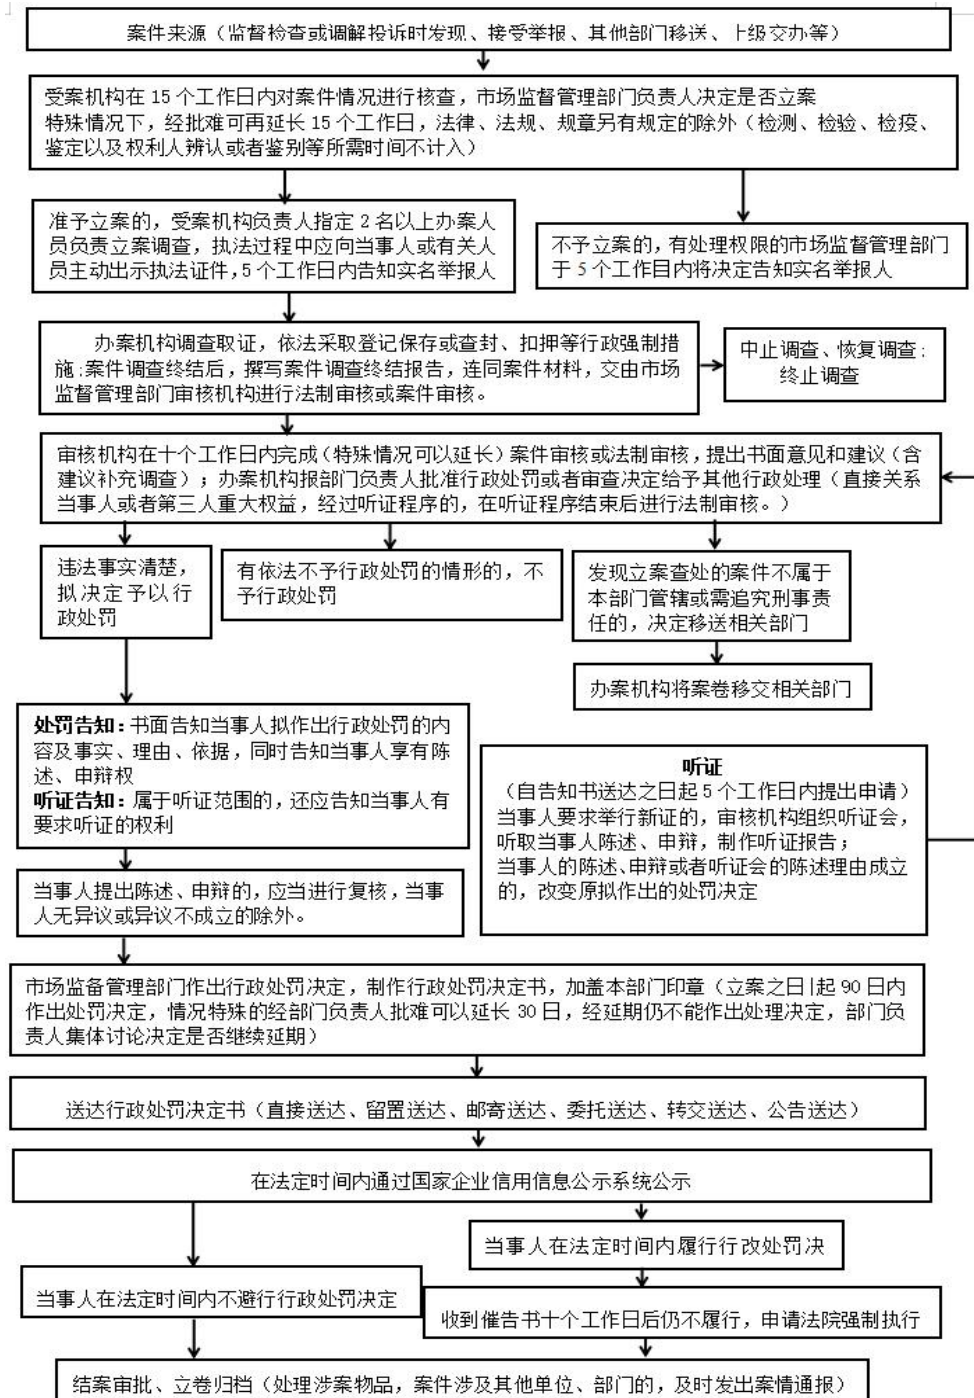 案件来源（监督检查或调解投诉时发现、接受举报、其他部门移送、上级交办等）
受案机构在 15 个工作日内对案件情况进行核查，市场监督管理部门负责人决定是否立案
特殊情况下，经批难可再延长 15 个工作日，法律、法规、规章另有规定的除外（检测、检验、检疫、
鉴定以及权利人辨认或者鉴别等所需时间不计入）
准予立案的，受案机构负责人指定 2 名以上办案人
员负责立案调查，执法过程中应向当事人或有关人
员主动出示执法证件，5 个工作日内告知实名举报人
不予立案的，有处理权限的市场监督管理部门
于 5 个工作目内将决定告知实名举报人
办案机构调查取证，依法采取登记保存或查封、扣押等行政强制措
施；案件调查终结后，撰写案件调查终结报告，连同案件材料，交由市场
监督管理部门审核机构进行法制审核或案件审核。
中止调查、恢复调查；
终止调查
审核机构在十个工作日内完成（特殊情况可以延长）案件审核或法制审核，提出书面意见和建议（含
建议补充调查）；办案机构报部门负责人批准行政处罚或者审查决定给予其他行政处理（直接关系
当事人或者第三人重大权益，经过听证程序的，在听证程序结束后进行法制审核。）
违法事实清楚，
拟决定予以行
政处罚
有依法不予行政处罚的情形的，不
予行政处罚
发现立案查处的案件不属于
本部门管辖或需追究刑事责
任的，决定移送相关部门
办案机构将案卷移交相关部门
处罚告知：书面告知当事人拟作出行政处罚的内
容及事实、理由、依据，同时告知当事人享有陈
述、申辩权
听证告知：属于听证范围的，还应告知当事人有
要求听证的权利
听证
（自告知书送达之日起 5 个工作日内提出申请）
当事人要求举行新证的，审核机构组织听证会，
听取当事人陈述、申辩，制作听证报告；
当事人的陈述、申辩或者听证会的陈述理由成立
的，改变原拟作出的处罚决定
当事人提出陈述、申辩的，应当进行复核，当事
人无异议或异议不成立的除外。
市场监备管理部门作出行政处罚决定，制作行政处罚决定书，加盖本部门印章（立案之日|起 90 日内
作出处罚决定，情况特殊的经部门负责人批难可以延长 30 日，经延期仍不能作出处理决定，部门负
责人集体讨论决定是否继续延期）
送达行政处罚决定书（直接送达、留置送达、邮寄送达、委托送达、转交送达、公告送达）
在法定时间内通过国家企业信用信息公示系统公示
当事人在法定时间内履行行改处罚决
当事人在法定时间内不避行行政处罚决定
收到催告书十个工作日后仍不履行，申请法院强制执行
结案审批、立卷归档（处理涉案物品，案件涉及其他单位、部门的，及时发出案情通报）